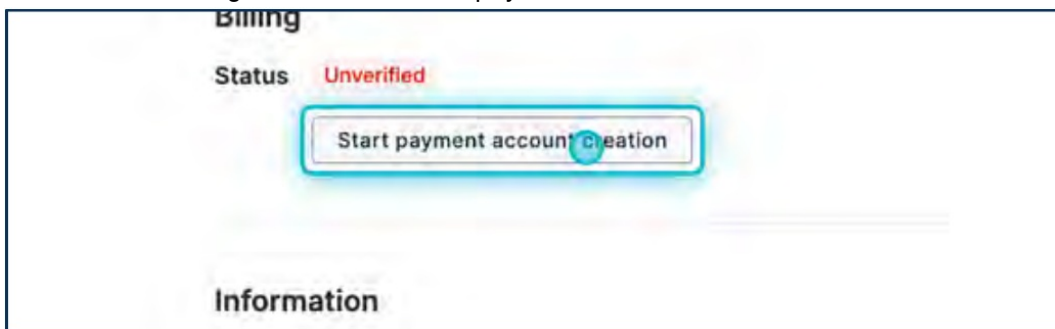 Billing
Status Unverified
Start payment account creation
Information